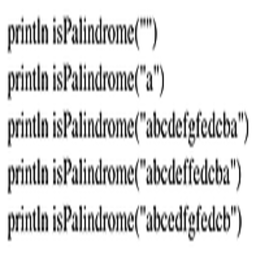 println isPalindrome("")
println isPalindrome("a")
println isPalindrome("abcdefgfedcba")
println isPalindrome("abcdeffedcba")
println isPalindrome("abcedfgfedcb")